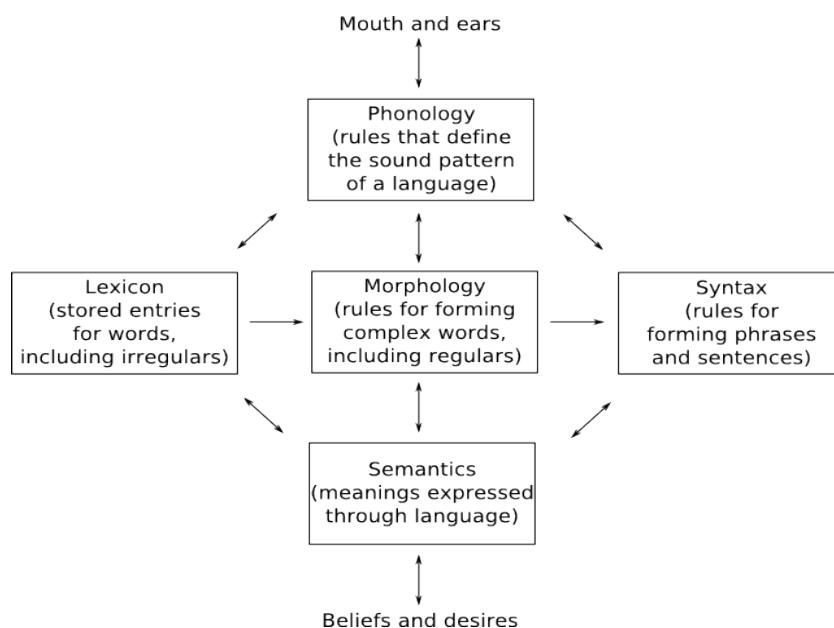 Mouth and ears
Phonology
(rules that define
the sound pattern
of a language)
Lexicon
(stored entries
for words,
including irregulars)
Morphology
(rules for forming
complex words,
including regulars)
Syntax
(rules for
forming phrases
and sentences)
Semantics
(meanings expressed
through language)
Beliefs and desires